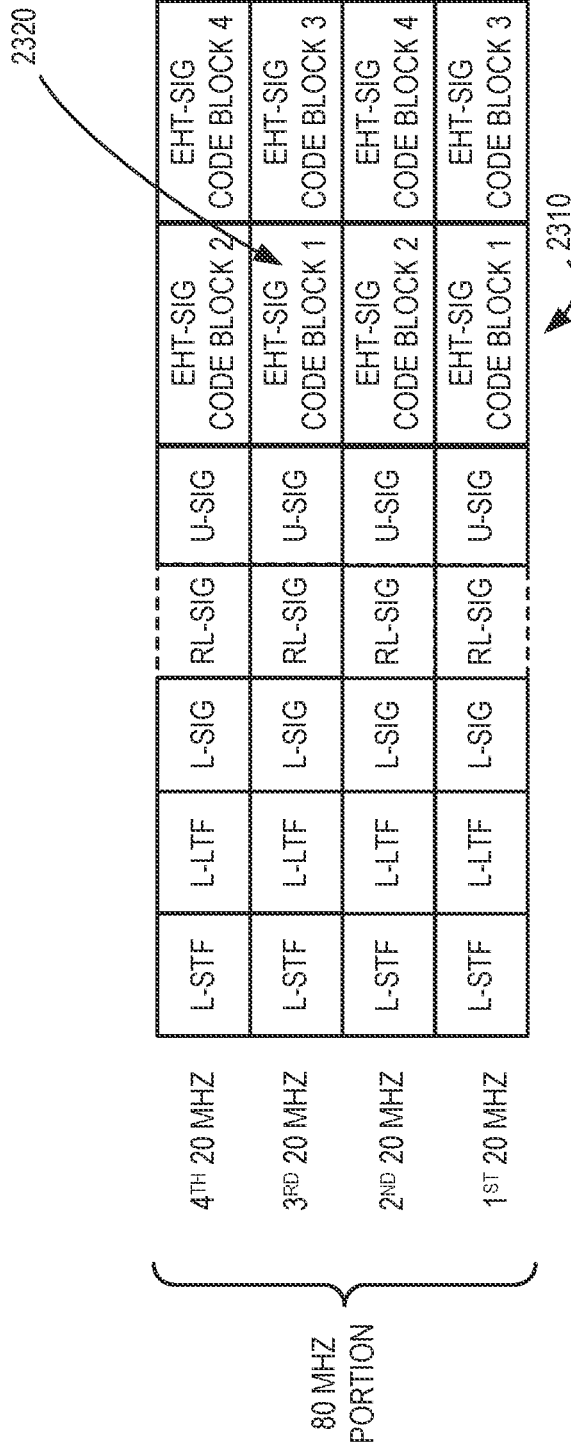 2320
80 MHZ
PORTION
4TH 20 MHZ
L-STF
L-LTF
L-SIG
RL-SIG
U-SIG
EHT-SIG
CODE BLOCK 2
EHT-SIG
CODE BLOCK 4
3RD 20 MHZ
L-STF
L-LTF
L-SIG
RL-SIG
U-SIG
EHT-SIG
CODE BLOCK 1
EHT-SIG
CODE BLOCK 3
2ND 20 MHZ
L-STF
L-LTF
L-SIG
RL-SIG
U-SIG
EHT-SIG
CODE BLOCK 2
EHT-SIG
CODE BLOCK 4
1ST 20 MHZ
L-STF
L-LTF
L-SIG
RL-SIG
U-SIG
EHT-SIG
CODE BLOCK 1
EHT-SIG
CODE BLOCK 3
2310